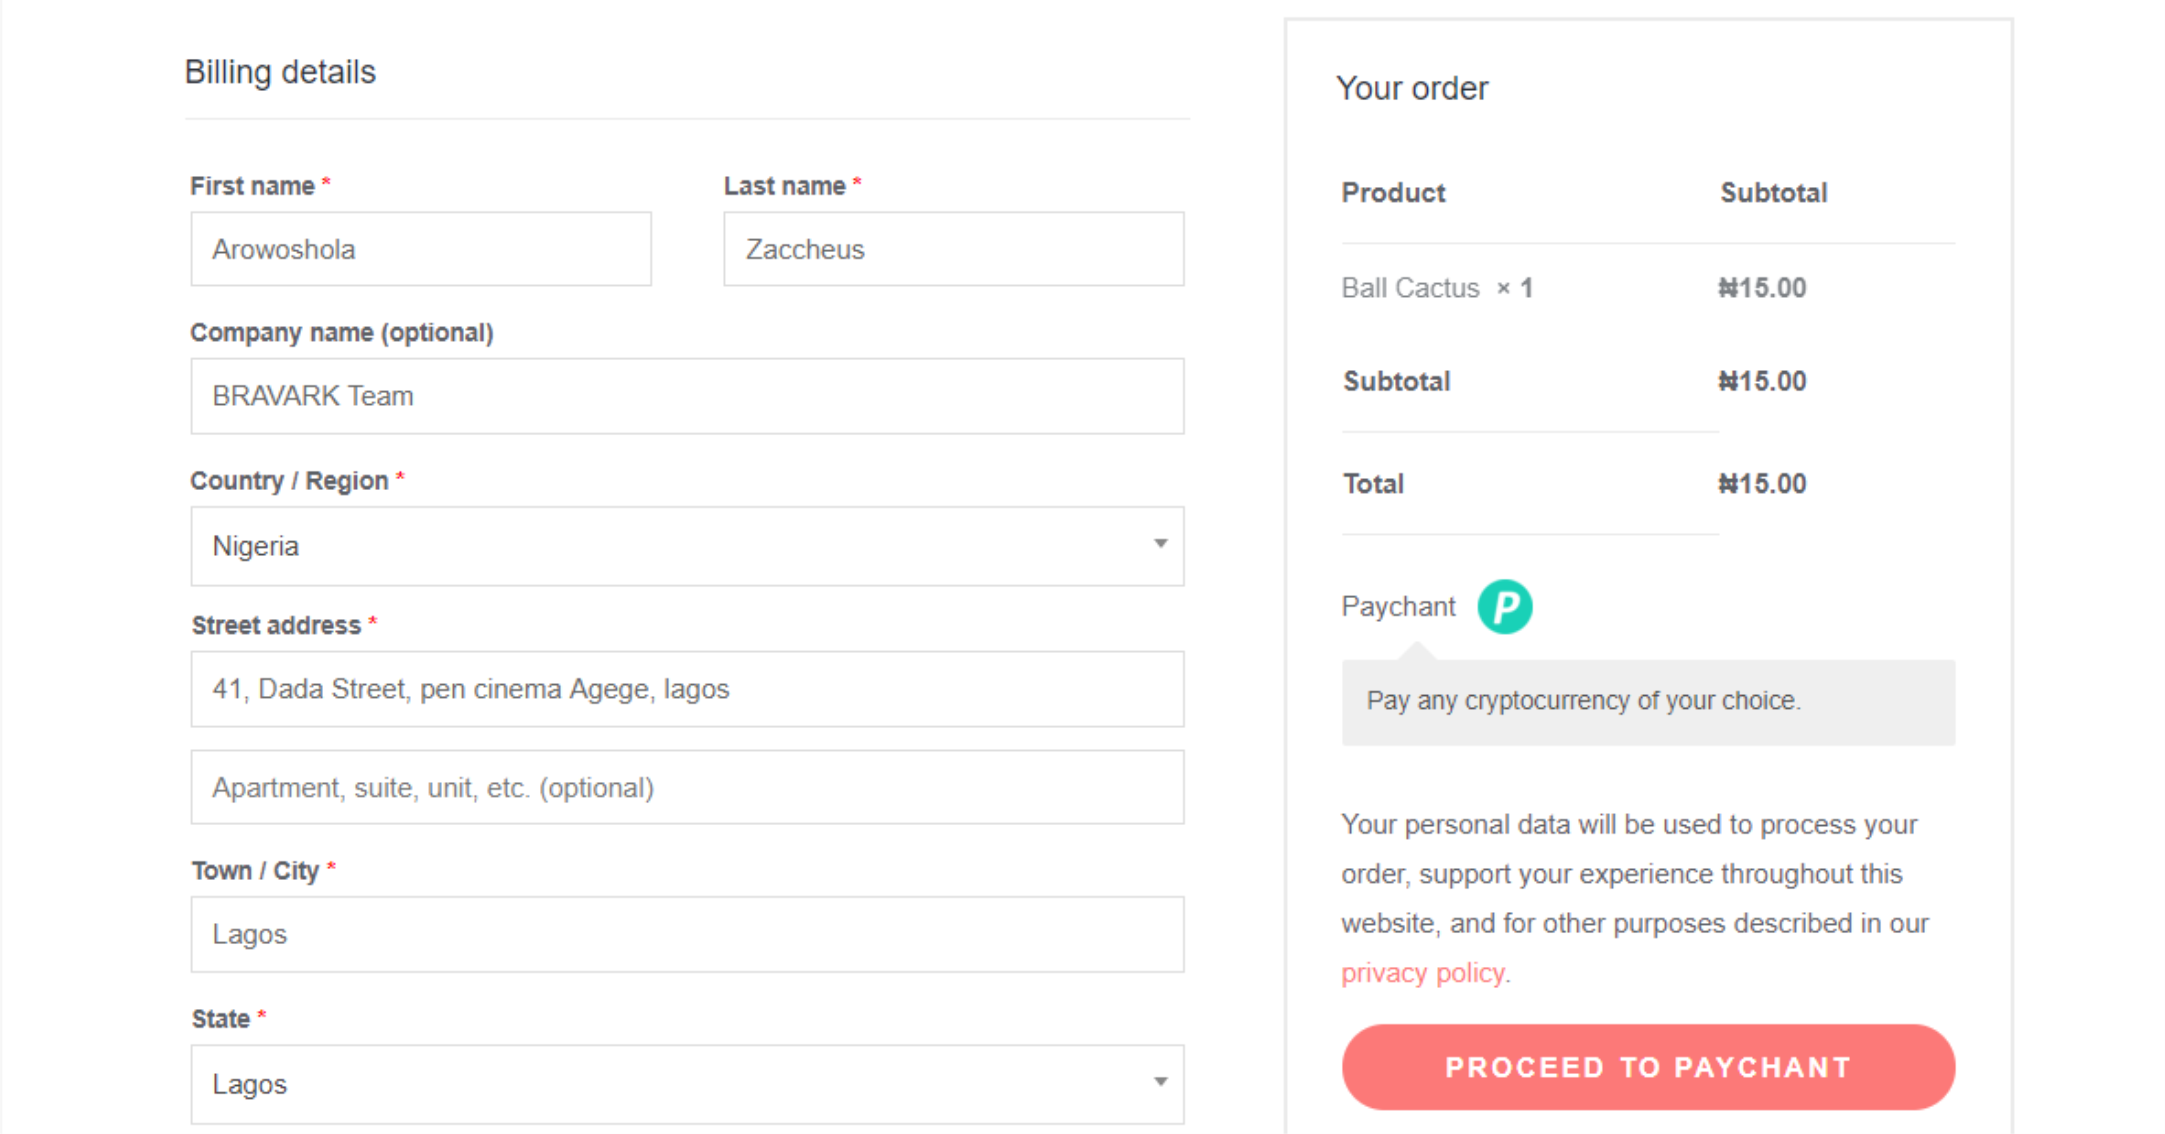 Billing details
First name *
Last name *
Arowoshola
Zaccheus
Company name (optional)
BRAVARK Team
Country / Region *
Nigeria
Street address *
41, Dada Street, pen cinema Agege, lagos
Apartment, suite, unit, etc. (optional)
Town / City *
Lagos
State *
Lagos
Your order
Product Subtotal
Ball Cactus × 1 ₦15.00
Subtotal ₦15.00
Total ₦15.00
Paychant P
Pay any cryptocurrency of your choice.
Your personal data will be used to process your
order, support your experience throughout this
website, and for other purposes described in our
privacy policy.
PROCEED TO PAYCHANT